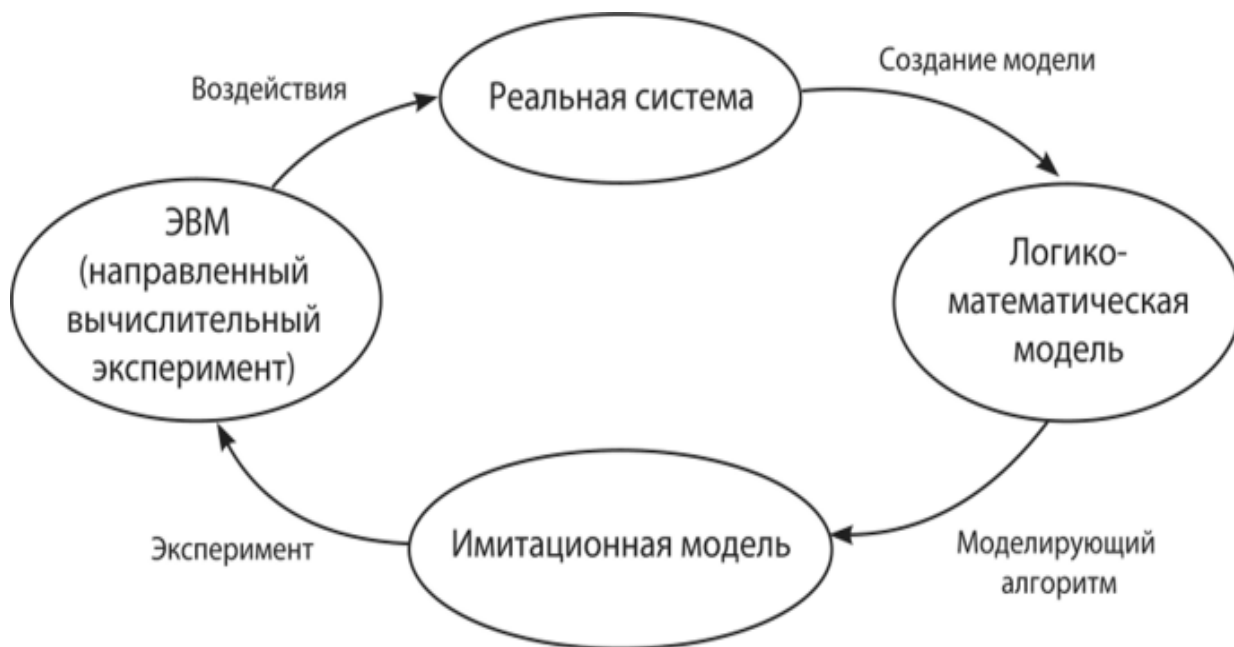 Создание модели
Воздействия
Реальная система
ЭВМ
(направленный
вычислительный
эксперимент)
Логико-
математическая
модель
Эксперимент
Имитационная модель
Моделирующий
алгоритм